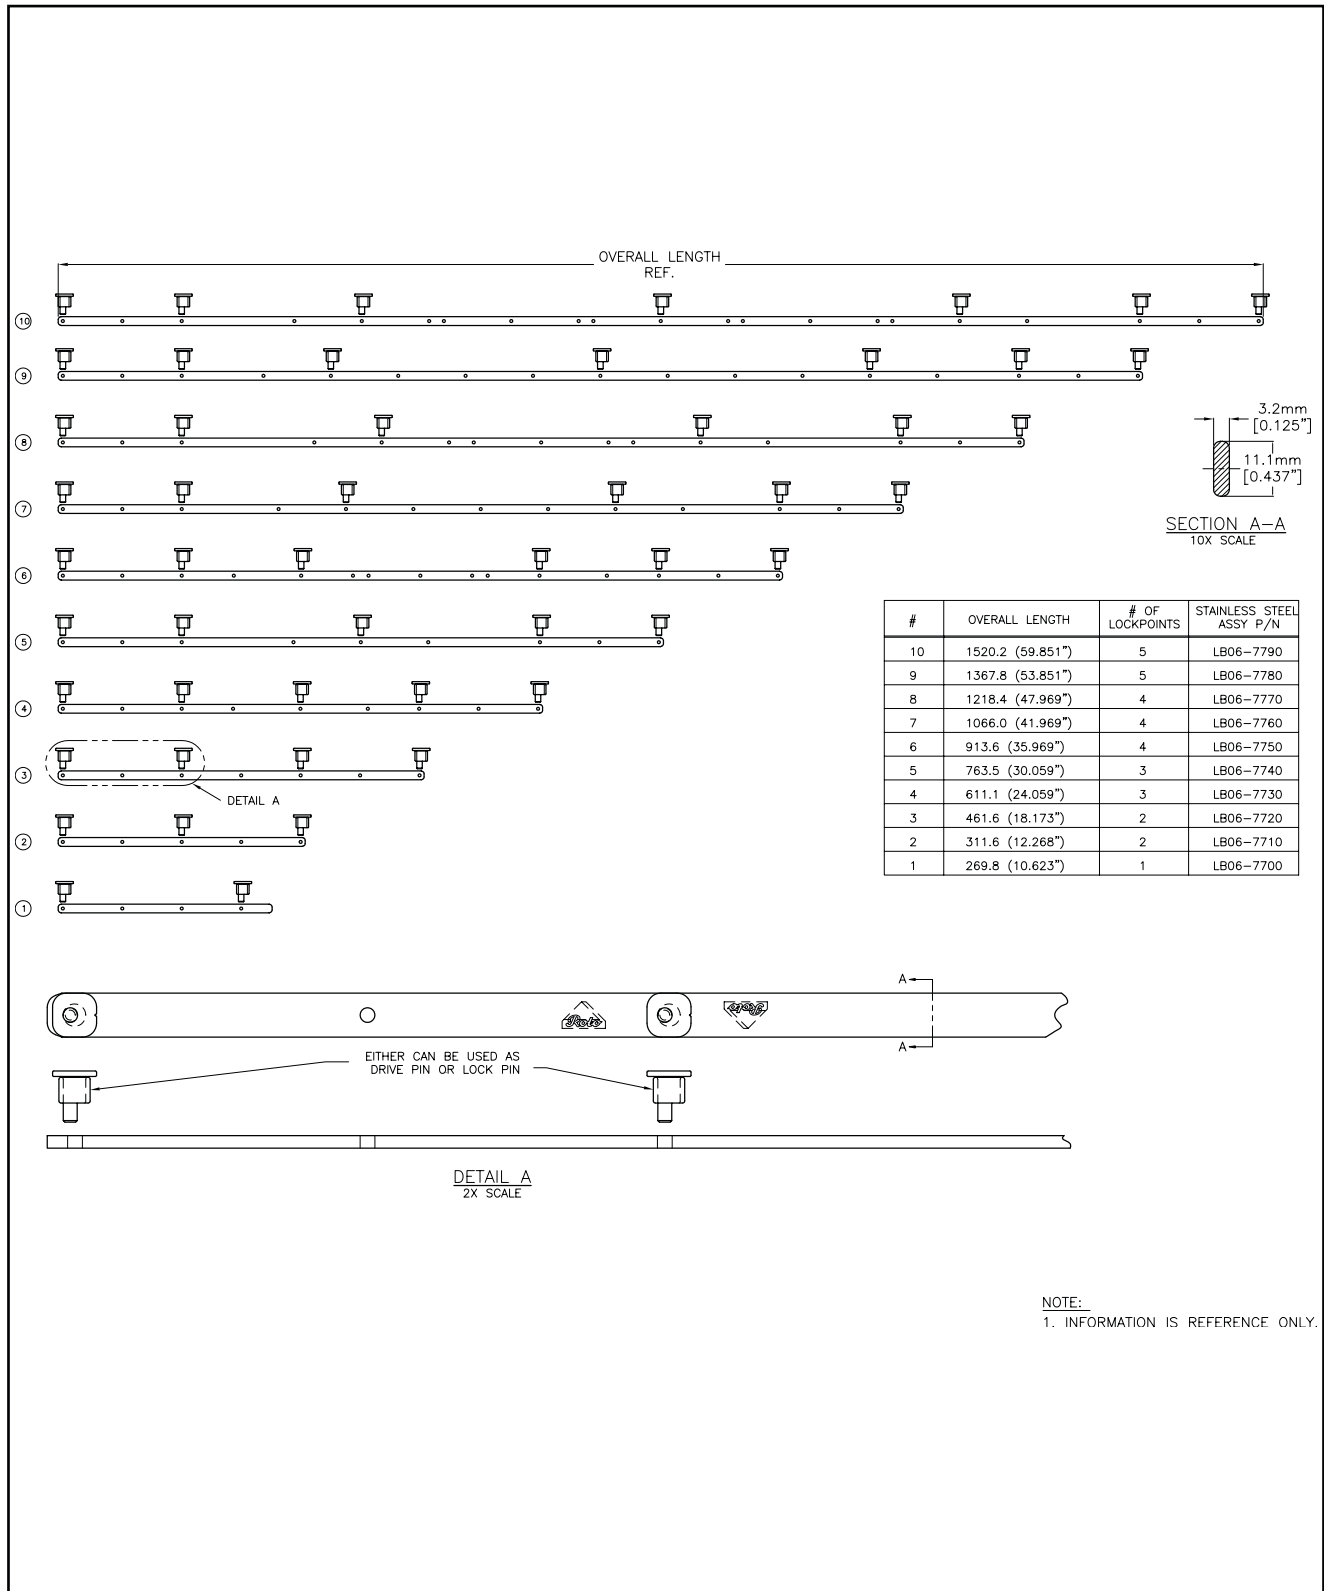 OVERALL LENGTH
REF.
10
9
8
7
6
5
4
3
DETAIL A
2
1
3.2mm
[0.125"]
11.1mm
[0.437"]
SECTION A-A
10X SCALE
# OVERALL LENGTH # OF LOCKPOINTS STAINLESS STEEL ASSY P/N
10 1520.2 (59.851") 5 LB06-7790
9 1367.8 (53.851") 5 LB06-7780
8 1218.4 (47.969") 4 LB06-7770
7 1066.0 (41.969") 4 LB06-7760
6 913.6 (35.969") 4 LB06-7750
5 763.5 (30.059") 3 LB06-7740
4 611.1 (24.059") 3 LB06-7730
3 461.6 (18.173") 2 LB06-7720
2 311.6 (12.268") 2 LB06-7710
1 269.8 (10.623") 1 LB06-7700
A
Roto
Roto
A
EITHER CAN BE USED AS
DRIVE PIN OR LOCK PIN
DETAIL A
2X SCALE
NOTE:
1. INFORMATION IS REFERENCE ONLY.